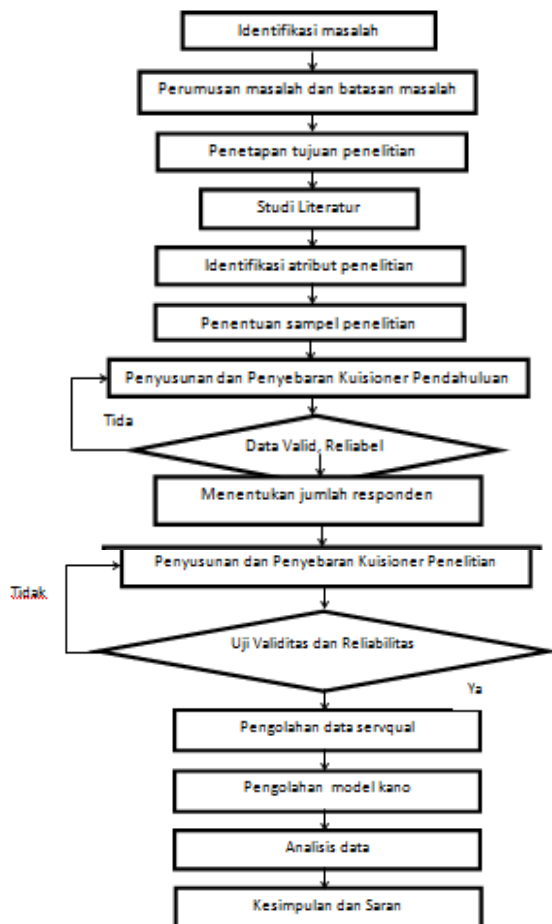 Identifikasi masalah
Perumusan masalah dan batasan masalah
Penetapan tujuan penelitian
Studi Literatur
Identifikasi atribut penelitian
Penentuan sampel penelitian
Penyusunan dan Penyebaran Kuisioner Pendahuluan
Tida
Data Valid, Reliabel
Menentukan jumlah responden
Penyusunan dan Penyebaran Kuisioner Penelitian
Tidak
Uji Validitas dan Reliabilitas
Ya
Pengolahan data servqual
Pengolahan model kano
Analisis data
Kesimpulan dan Saran